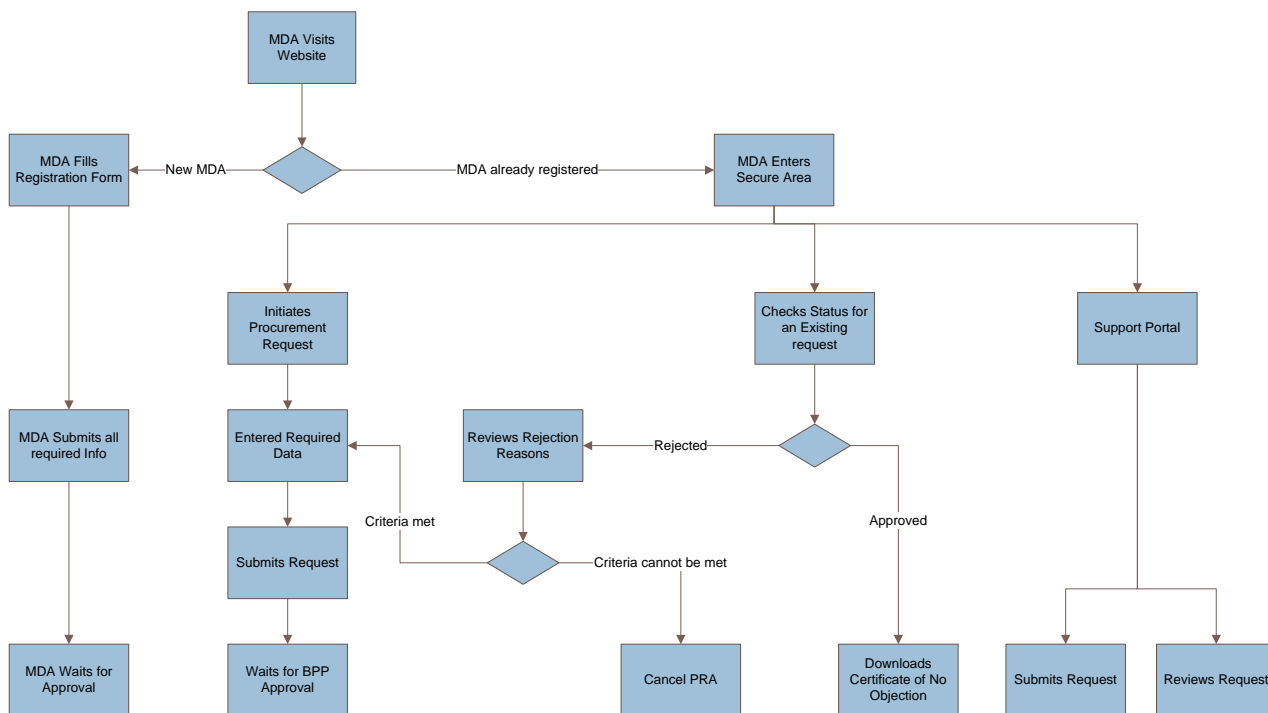 MDA Visits
Website
MDA Fills
Registration Form
New MDA
MDA already registered
MDA Enters
Secure Area
Initiates
Procurement
Request
Checks Status for
an Existing
request
Support Portal
MDA Submits all
required Info
Entered Required
Data
Reviews Rejection
Reasons
Rejected
Criteria met
Approved
Submits Request
Criteria cannot be met
MDA Waits for
Approval
Waits for BPP
Approval
Cancel PRA
Downloads
Certificate of No
Objection
Submits Request
Reviews Request